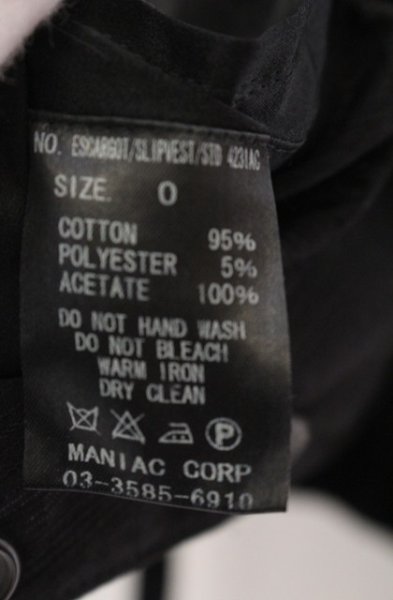 NO. ESCARGOT/SLIPVEST/STD 4231AC
SIZE. 0
COTTON 95%
POLYESTER 5%
ACETATE 100%
DO NOT HAND WASH
DO NOT BLEACH
WARM IRON
DRY CLEAN
P
MANIAC CORP
03-3585-6910